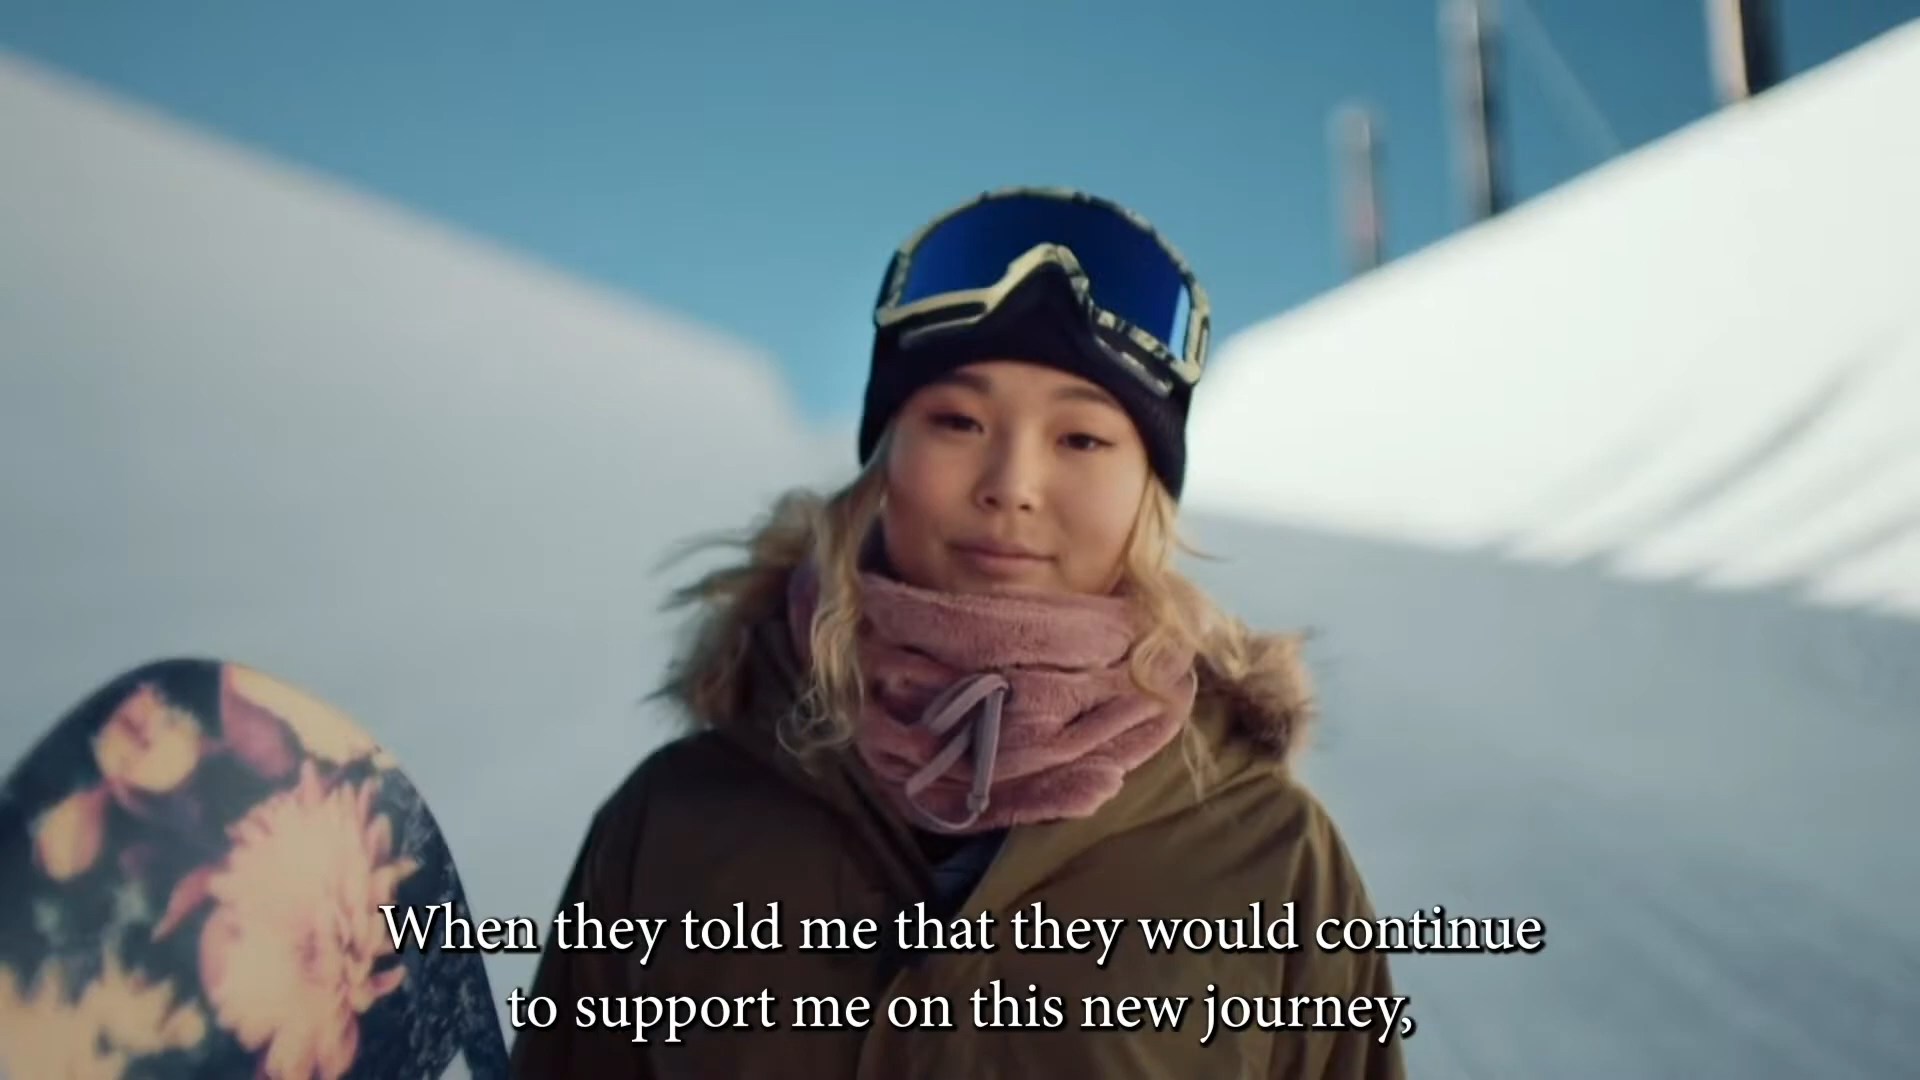 When they told me that they would continue
to support me on this new journey,